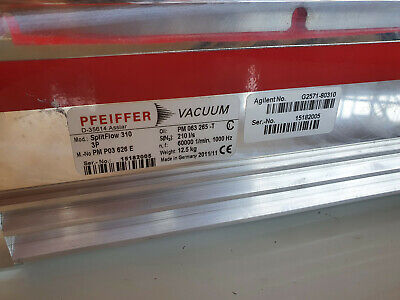 PFEIFFER VACUUM
D-35614 Asslar
Mod.: SplitFlow 310
3P
M.-No PM P03 626 E
Ser.-No.: 15182005
Oil: PM 063 265 -T
S(N₂): 210 l/s
n, f: 60000 1/min, 1000 Hz
Weight: 12.5 kg
Made in Germany 2011/11
C
Agilent No. G2571-80310
Ser.-No.: 15182005